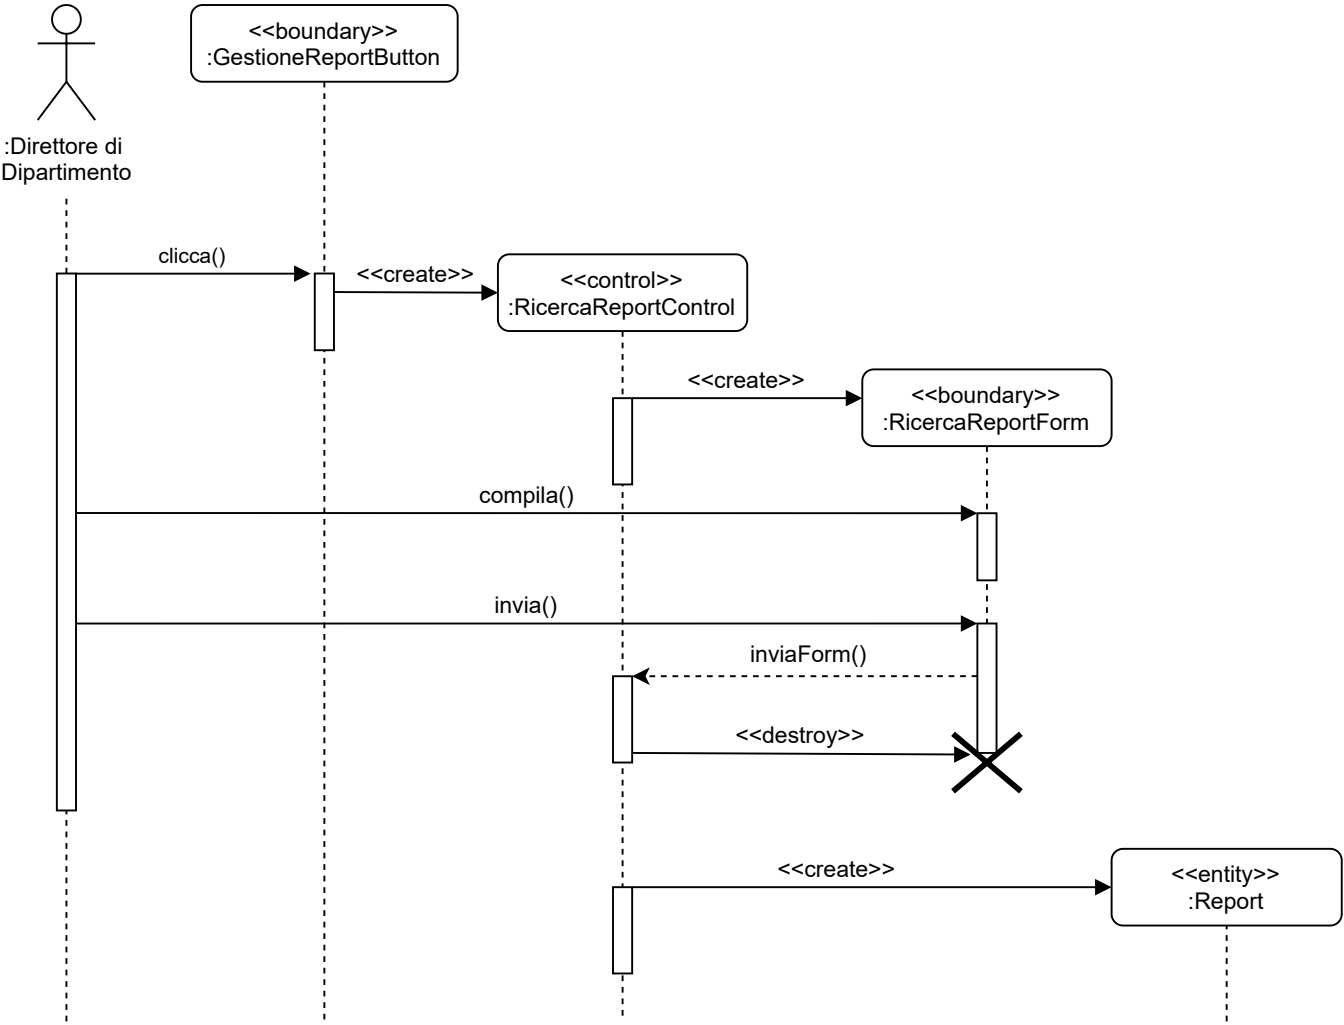 <<boundary>>
:GestioneReportButton
:Direttore di
Dipartimento
clicca()
<<create>>
<<control>>
:RicercaReportControl
<<create>>
<<boundary>>
:RicercaReportForm
compila()
invia()
inviaForm()
<<destroy>>
<<create>>
<<entity>>
:Report